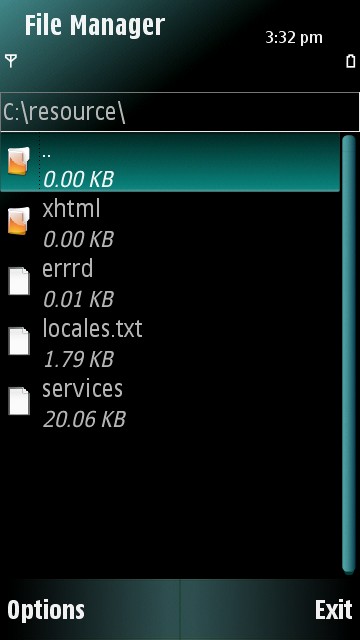 File Manager
3:32 pm
C:\resource\
..
0.00 KB
xhtml
0.00 KB
errrd
0.01 KB
locales.txt
1.79 KB
services
20.06 KB
Options Exit